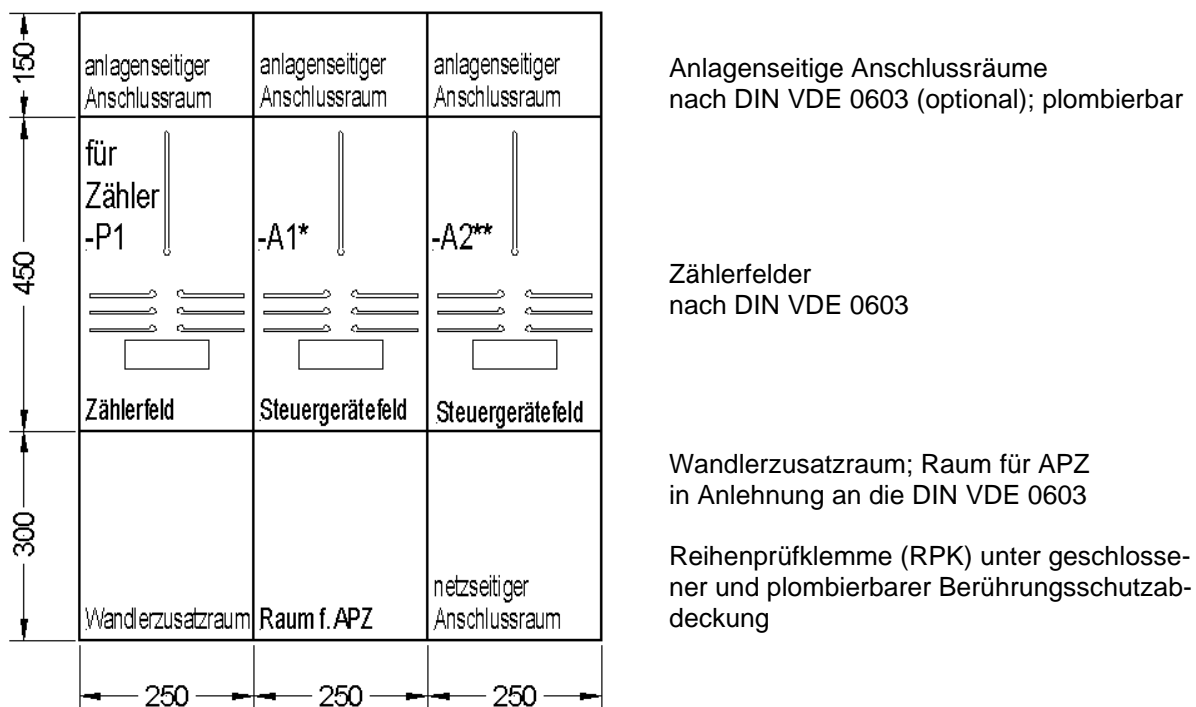 150
anlagenseitiger
Anschlussraum
anlagenseitiger
Anschlussraum
anlagenseitiger
Anschlussraum
Anlagenseitige Anschlussräume
nach DIN VDE 0603 (optional); plombierbar
450
für
Zähler
-P1
-A1*
-A2**
Zählerfeld
Steuergerätefeld
Steuergerätefeld
Zählerfelder
nach DIN VDE 0603
300
Wandlerzusatzraum
Raum f. APZ
netzseitiger
Anschlussraum
Wandlerzusatzraum; Raum für APZ
in Anlehnung an die DIN VDE 0603
Reihenprüfklemme (RPK) unter geschlosse-
ner und plombierbarer Berührungsschutzab-
deckung
250
250
250